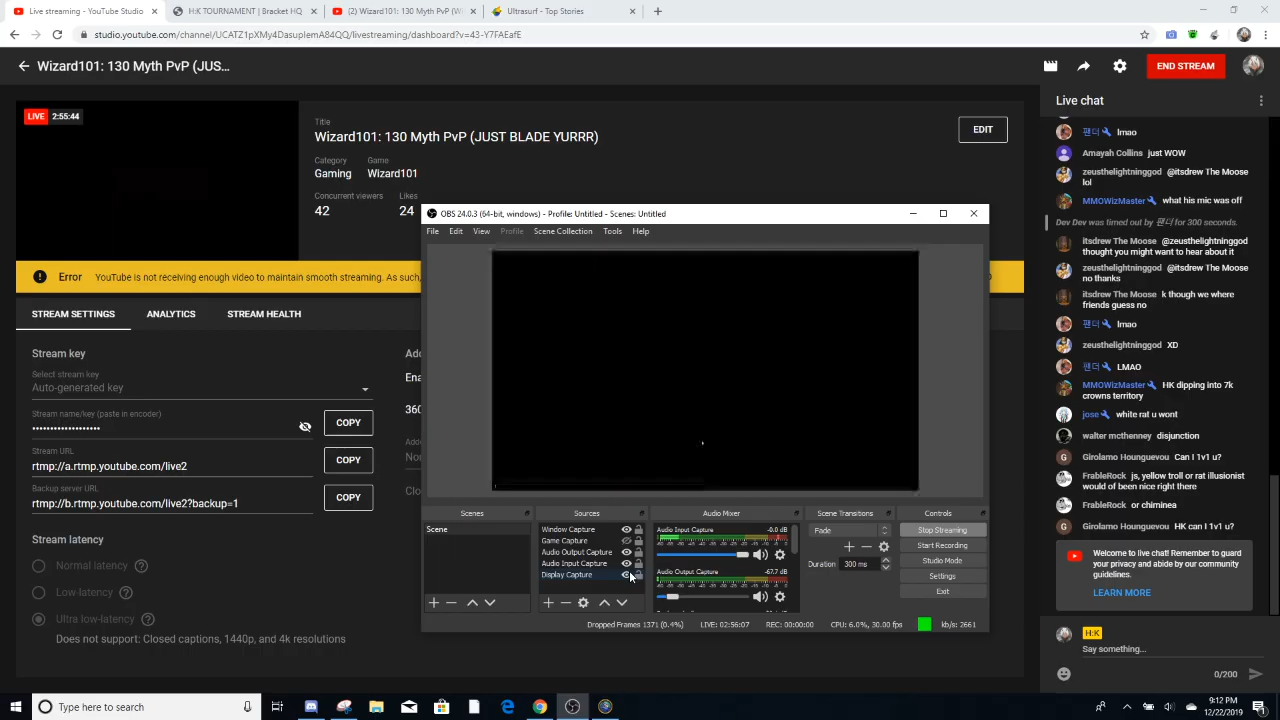 Live streaming - YouTube Studio
H:K TOURNAMENT | Bracket HQ
(2) Wizard101: 130 Myth PvP (W
Ultrasurf - Top Stories
studio.youtube.com/channel/UCATZ1pXMy4DasuplemA84QQ/livestreaming/dashboard?v=43-Y7FAEafE
Wizard101: 130 Myth PvP (JUS...
END STREAM
LIVE 2:55:44
Title
Wizard101: 130 Myth PvP (JUST BLADE YURRR)
EDIT
Category Game
Gaming Wizard101
Concurrent viewers Likes
42 24
Error YouTube is not receiving enough video to maintain smooth streaming. As such,
STREAM SETTINGS ANALYTICS STREAM HEALTH
Stream key
Select stream key
Auto-generated key
Stream name/key (paste in encoder)
COPY
Stream URL
rtmp://a.rtmp.youtube.com/live2
COPY
Backup server URL
rtmp://b.rtmp.youtube.com/live2?backup=1
COPY
Stream latency
Normal latency
Low-latency
Ultra low-latency
Does not support: Closed captions, 1440p, and 4k resolutions
Ad
Ena
360
Adde
No
Clo
OBS 24.0.3 (64-bit, windows) - Profile: Untitled - Scenes: Untitled
File Edit View Profile Scene Collection Tools Help
Scenes Sources Audio Mixer Scene Transitions Controls
Scene
Window Capture
Game Capture
Audio Output Capture
Audio Input Capture
Display Capture
Audio Input Capture -0.0 dB
Audio Output Capture -67.7 dB
Fade
Duration 300 ms
Stop Streaming
Start Recording
Studio Mode
Settings
Exit
Dropped Frames 1371 (0.4%) LIVE: 02:56:07 REC: 00:00:00 CPU: 6.0%, 30.00 fps kb/s: 2661
Live chat
팬더 lmao
Amayah Collins just WOW
zeusthelightninggod @itsdrew The Moose
lol
MMOWizMaster what his mic was off
Dev Dev was timed out by 팬더 for 300 seconds.
itsdrew The Moose @zeusthelightninggod
thought you might want to hear about it
zeusthelightninggod @itsdrew The Moose
no thanks
itsdrew The Moose k though we where
friends guess no
팬더 lmao
zeusthelightninggod XD
팬더 LMAO
MMOWizMaster HK dipping into 7k
crowns territory
jose white rat u wont
walter mcthenney disjunction
Girolamo Hounguevou Can I 1v1 u?
FrableRock js, yellow troll or rat illusionist
would of been nice right there
FrableRock or chiminea
Girolamo Hounguevou HK can I 1v1?
Welcome to live chat! Remember to guard
your privacy and abide by our community
guidelines.
LEARN MORE
H:K
Say something...
0/200
Type here to search
9:12 PM
12/22/2019